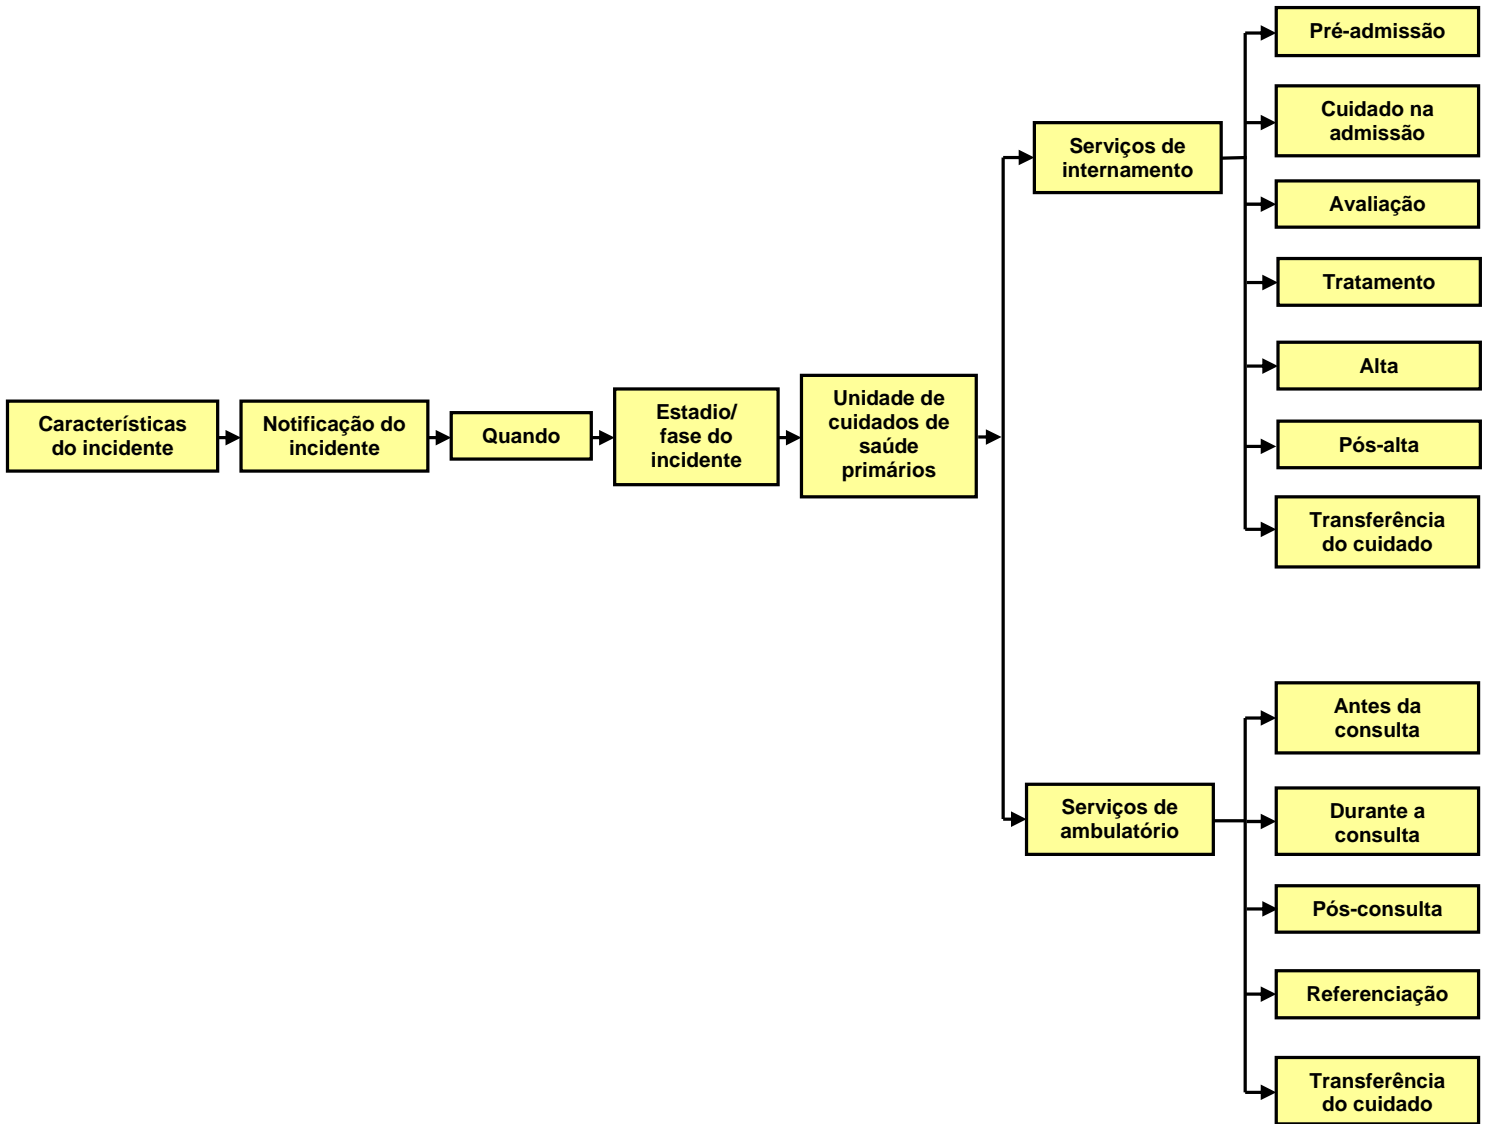 Características
do incidente
Notificação do
incidente
Quando
Estadio/
fase do
incidente
Unidade de
cuidados de
saúde
primários
Serviços de
internamento
Pré-admissão
Cuidado na
admissão
Avaliação
Tratamento
Alta
Pós-alta
Transferência
do cuidado
Serviços de
ambulatório
Antes da
consulta
Durante a
consulta
Pós-consulta
Referenciação
Transferência
do cuidado